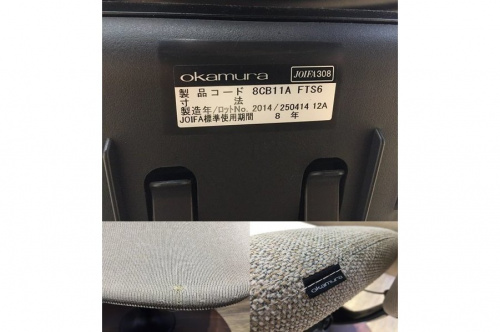 okamura
JOIFA308
製品コード 8CB11A FTS6
寸法
製造年/ロットNo. 2014/250414 12A
JOIFA標準使用期間 8 年
okamura